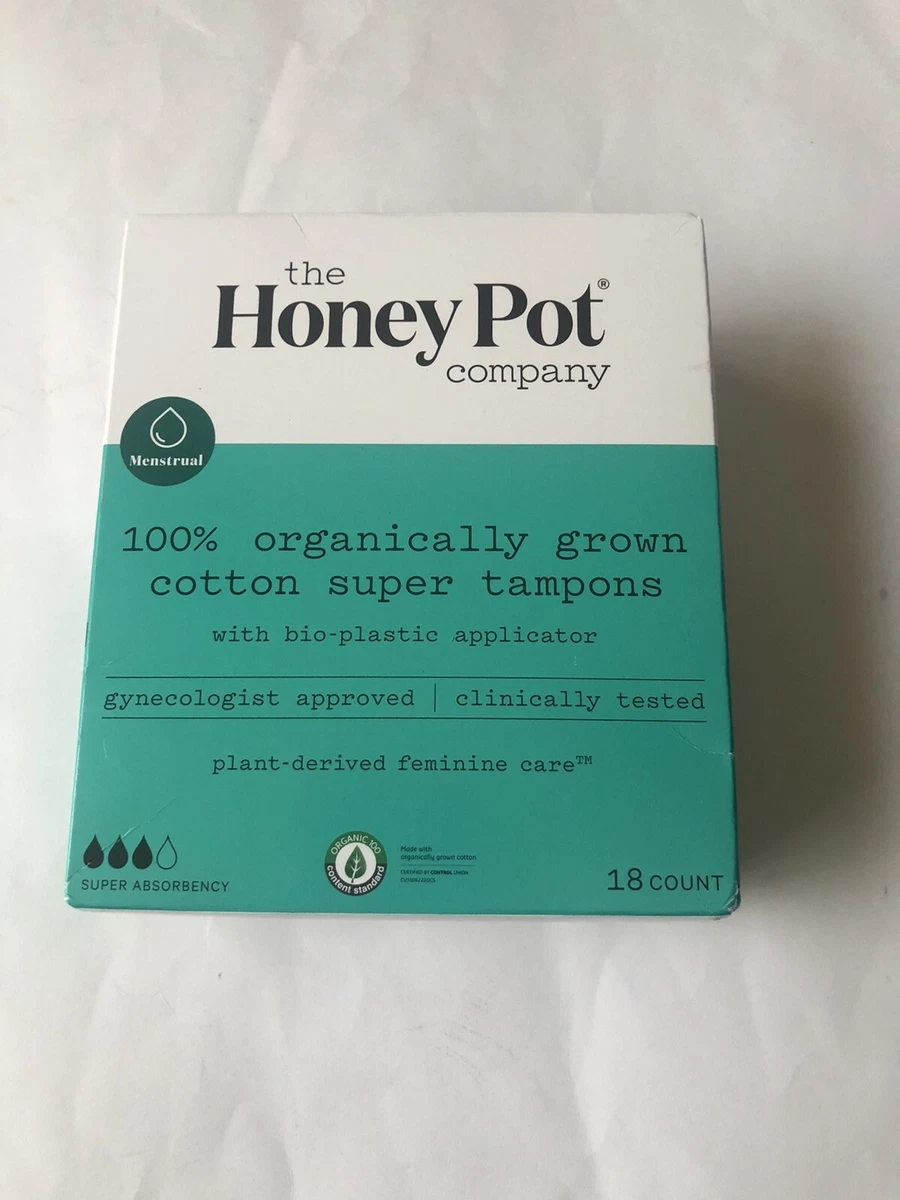 the
Honey Pot®
company
Menstrual
100% organically grown
cotton super tampons
with bio-plastic applicator
gynecologist approved | clinically tested
plant-derived feminine care™
SUPER ABSORBENCY
ORGANIC 100
content standard
Made with
organically grown cotton
CERTIFIED BY CONTROL UNION
18 COUNT